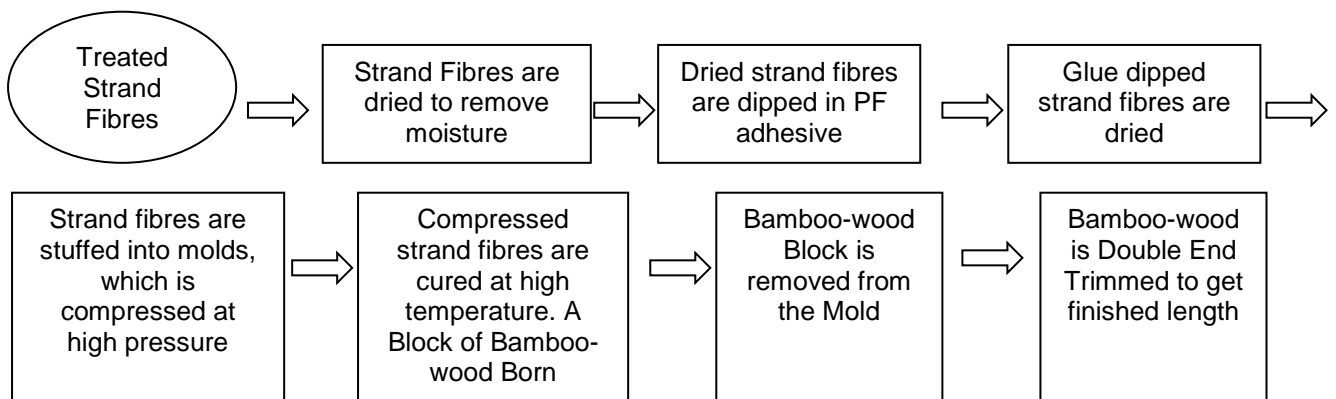 Treated
Strand
Fibres
Strand Fibres are
dried to remove
moisture
Dried strand fibres
are dipped in PF
adhesive
Glue dipped
strand fibres are
dried
Strand fibres are
stuffed into molds,
which is
compressed at
high pressure
Compressed
strand fibres are
cured at high
temperature. A
Block of Bamboo-
wood Born
Bamboo-wood
Block is
removed from
the Mold
Bamboo-wood
is Double End
Trimmed to get
finished length